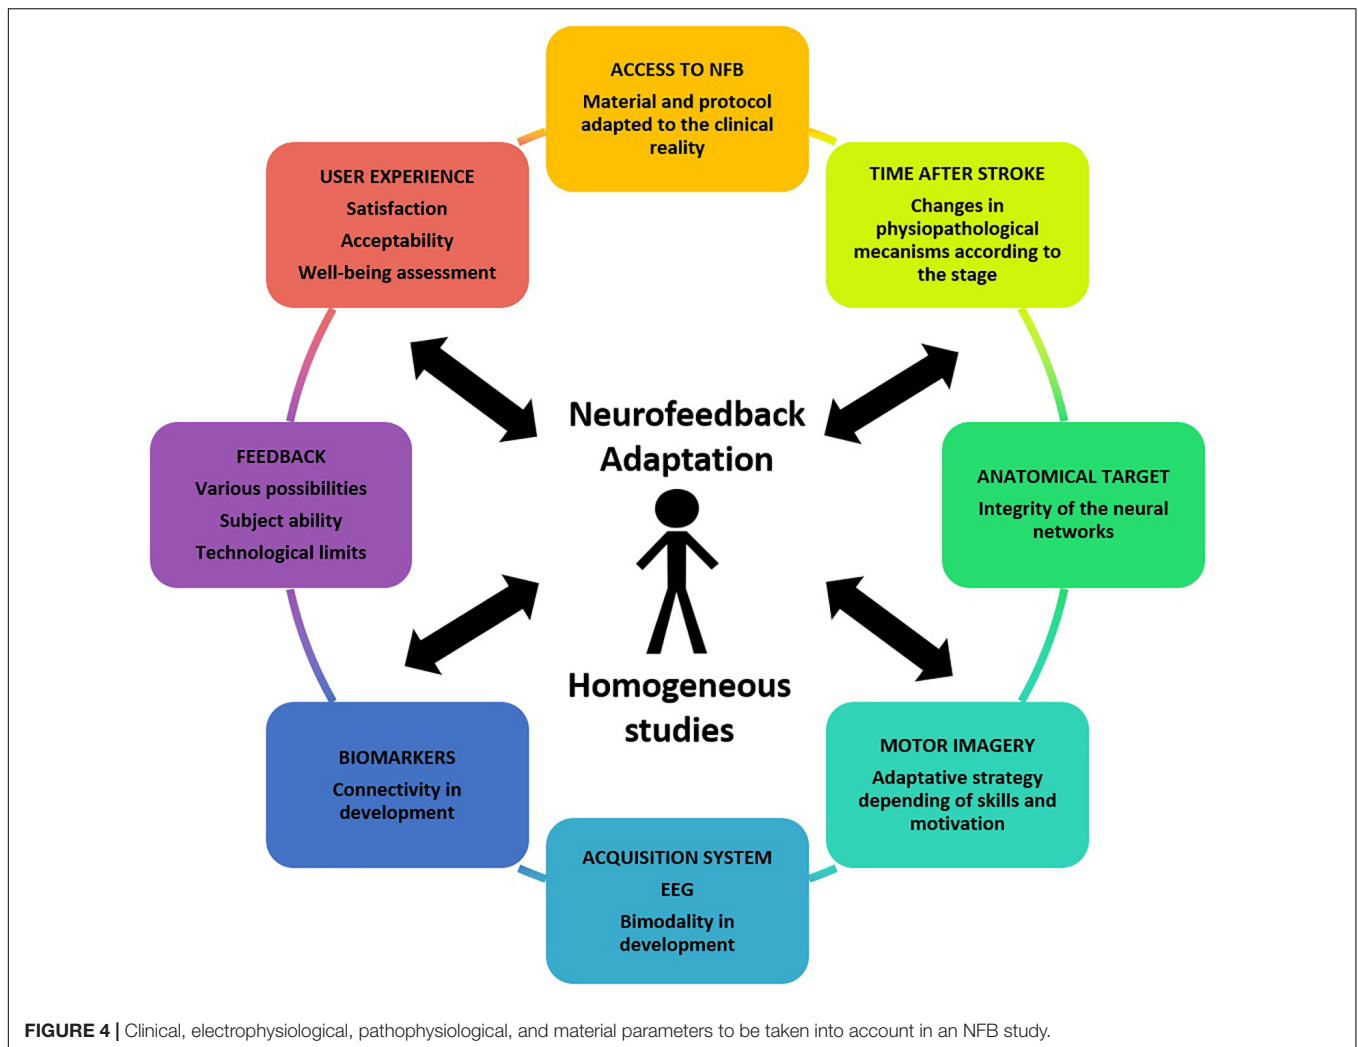 ACCESS TO NFB
Material and protocol
adapted to the clinical
reality
TIME AFTER STROKE
Changes in
physiopathological
mecanisms according to
the stage
ANATOMICAL TARGET
Integrity of the neural
networks
MOTOR IMAGERY
Adaptative strategy
depending of skills and
motivation
ACQUISITION SYSTEM
EEG
Bimodality in
development
BIOMARKERS
Connectivity in
development
FEEDBACK
Various possibilities
Subject ability
Technological limits
USER EXPERIENCE
Satisfaction
Acceptability
Well-being assessment
Neurofeedback
Adaptation
Homogeneous
studies
FIGURE 4 | Clinical, electrophysiological, pathophysiological, and material parameters to be taken into account in an NFB study.